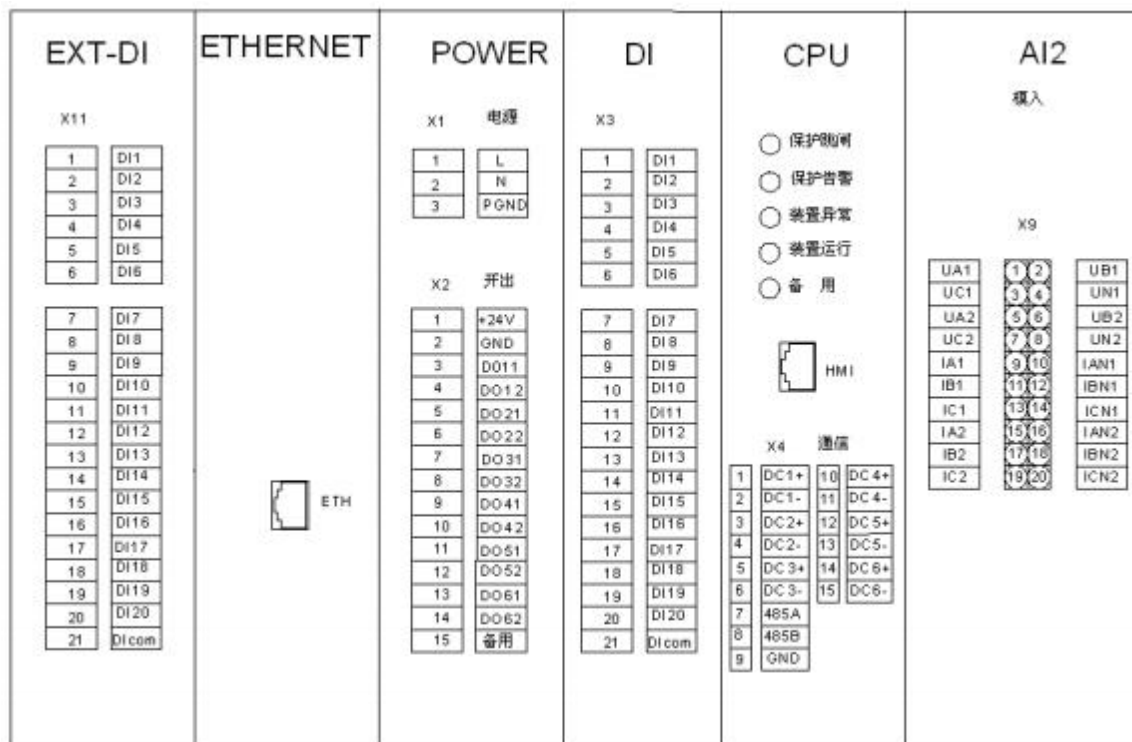 EXT-DI
X11
1 DI1
2 DI2
3 DI3
4 DI4
5 DI5
6 DI6
7 DI7
8 DI8
9 DI9
10 DI10
11 DI11
12 DI12
13 DI13
14 DI14
15 DI15
16 DI16
17 DI17
18 DI18
19 DI19
20 DI20
21 DIcom
ETHERNET
ETH
POWER
X1 电源
1 L
2 N
3 PGND
X2 开出
1 +24V
2 GND
3 DO11
4 DO12
5 DO21
6 DO22
7 DO31
8 DO32
9 DO41
10 DO42
11 DO51
12 DO52
13 DO61
14 DO62
15 备用
DI
X3
1 DI1
2 DI2
3 DI3
4 DI4
5 DI5
6 DI6
7 DI7
8 DI8
9 DI9
10 DI10
11 DI11
12 DI12
13 DI13
14 DI14
15 DI15
16 DI16
17 DI17
18 DI18
19 DI19
20 DI20
21 DIcom
CPU
保护跳闸
保护告警
装置异常
装置运行
备 用
HMI
X4 通信
1 DC1+ 10 DC4+
2 DC1- 11 DC4-
3 DC2+ 12 DC5+
4 DC2- 13 DC5-
5 DC3+ 14 DC6+
6 DC3- 15 DC6-
7 485A
8 485B
9 GND
AI2
模入
X9
UA1 1 2 UB1
UC1 3 4 UN1
UA2 5 6 UB2
UC2 7 8 UN2
IA1 9 10 IAN1
IB1 11 12 IBN1
IC1 13 14 ICN1
IA2 15 16 IAN2
IB2 17 18 IBN2
IC2 19 20 ICN2